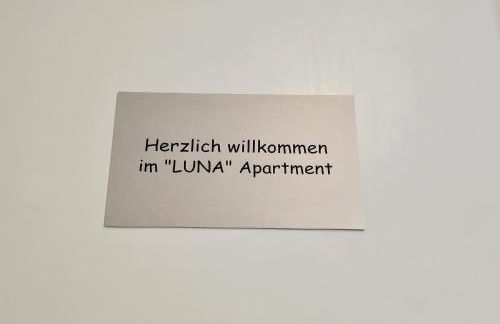 Herzlich willkommen
im "LUNA" Apartment